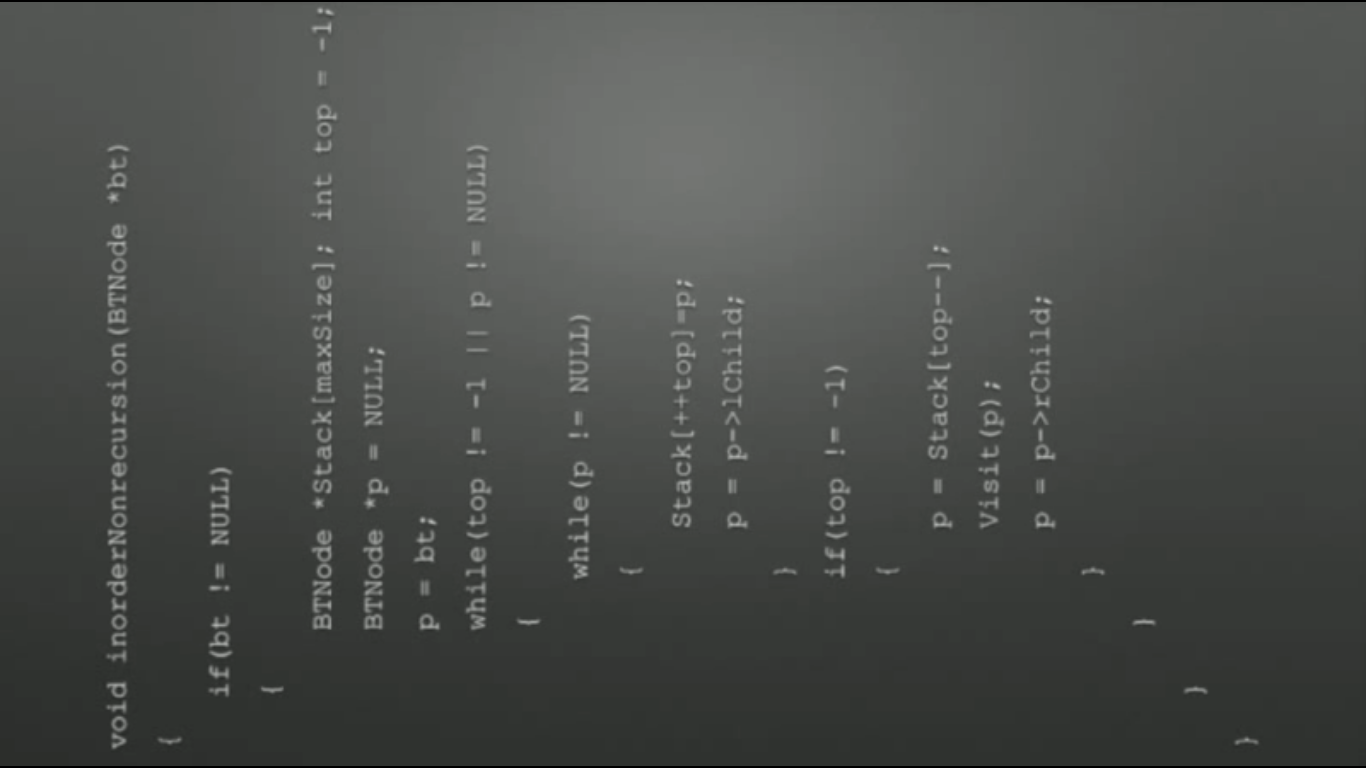 void inorderNonrecursion(BTNode *bt)
{
if(bt != NULL)
{
BTNode *Stack[maxSize]; int top = -1;
BTNode *p = NULL;
p = bt;
while(top != -1 || p != NULL)
{
while(p != NULL)
{
Stack[++top]=p;
p = p->lChild;
}
if(top != -1)
{
p = Stack[top--];
Visit(p);
p = p->rChild;
}
}
}
}